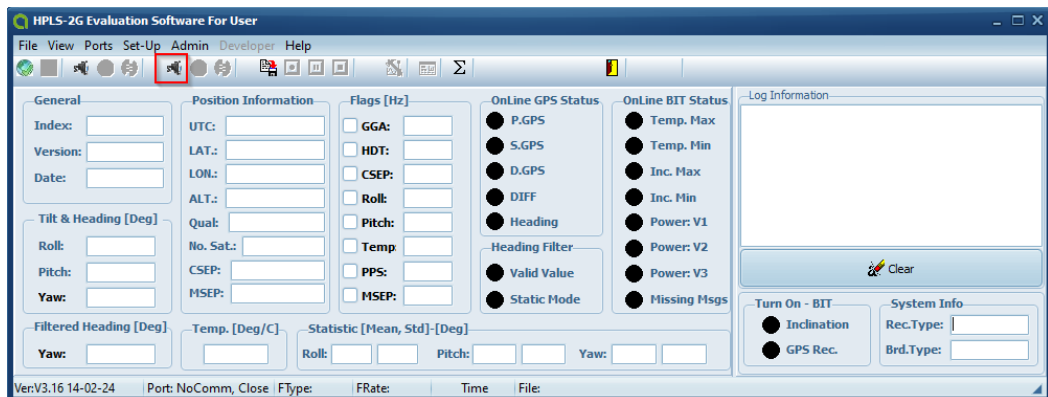 HPLS-2G Evaluation Software For User
File View Ports Set-Up Admin Developer Help
Σ
General
Index:
Version:
Date:
Position Information
UTC:
LAT.:
LON.:
ALT.:
Qual:
No. Sat.:
CSEP:
MSEP:
Flags [Hz]
GGA:
HDT:
CSEP:
Roll:
Pitch:
Temp:
PPS:
MSEP:
OnLine GPS Status
P.GPS
S.GPS
D.GPS
DIFF
Heading
Heading Filter
Valid Value
Static Mode
OnLine BIT Status
Temp. Max
Temp. Min
Inc. Max
Inc. Min
Power: V1
Power: V2
Power: V3
Missing Msgs
Tilt & Heading [Deg]
Roll:
Pitch:
Yaw:
Filtered Heading [Deg]
Yaw:
Temp. [Deg/C]
Statistic [Mean, Std]-[Deg]
Roll: Pitch: Yaw:
Log Information
Clear
Turn On - BIT
Inclination
GPS Rec.
System Info
Rec.Type:
Brd.Type:
Ver:V3.16 14-02-24 Port: NoComm, Close FType: FRate: Time File: